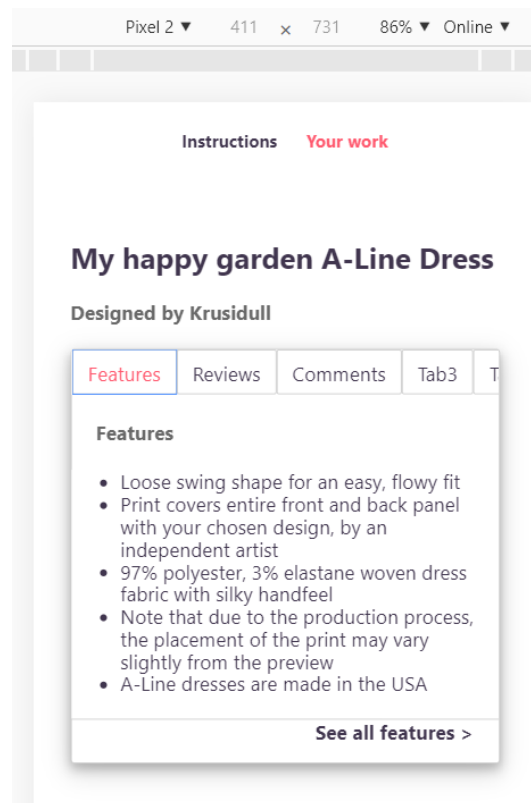 Pixel 2 ▼ 411 × 731 86% ▼ Online ▼
Instructions Your work
My happy garden A-Line Dress
Designed by Krusidull
Features Reviews Comments Tab3
Features
• Loose swing shape for an easy, flowy fit
• Print covers entire front and back panel
with your chosen design, by an
independent artist
• 97% polyester, 3% elastane woven dress
fabric with silky handfeel
• Note that due to the production process,
the placement of the print may vary
slightly from the preview
• A-Line dresses are made in the USA
See all features >